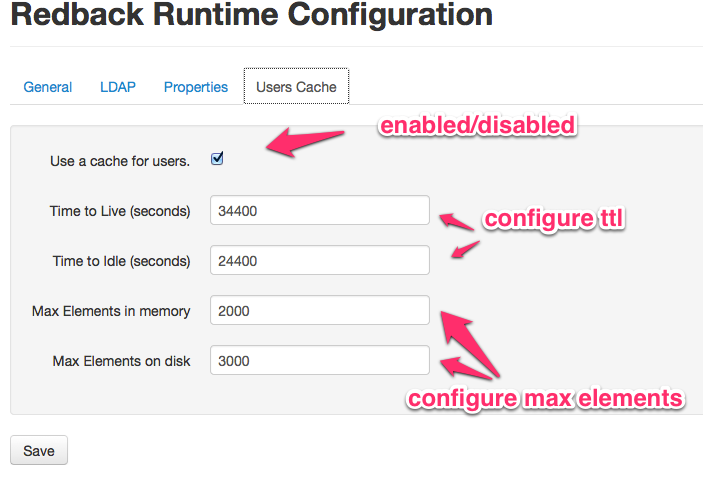 Redback Runtime Configuration
General LDAP Properties Users Cache
enabled/disabled
Use a cache for users.
Time to Live (seconds) 34400
configure ttl
Time to Idle (seconds) 24400
Max Elements in memory 2000
Max Elements on disk 3000
configure max elements
Save